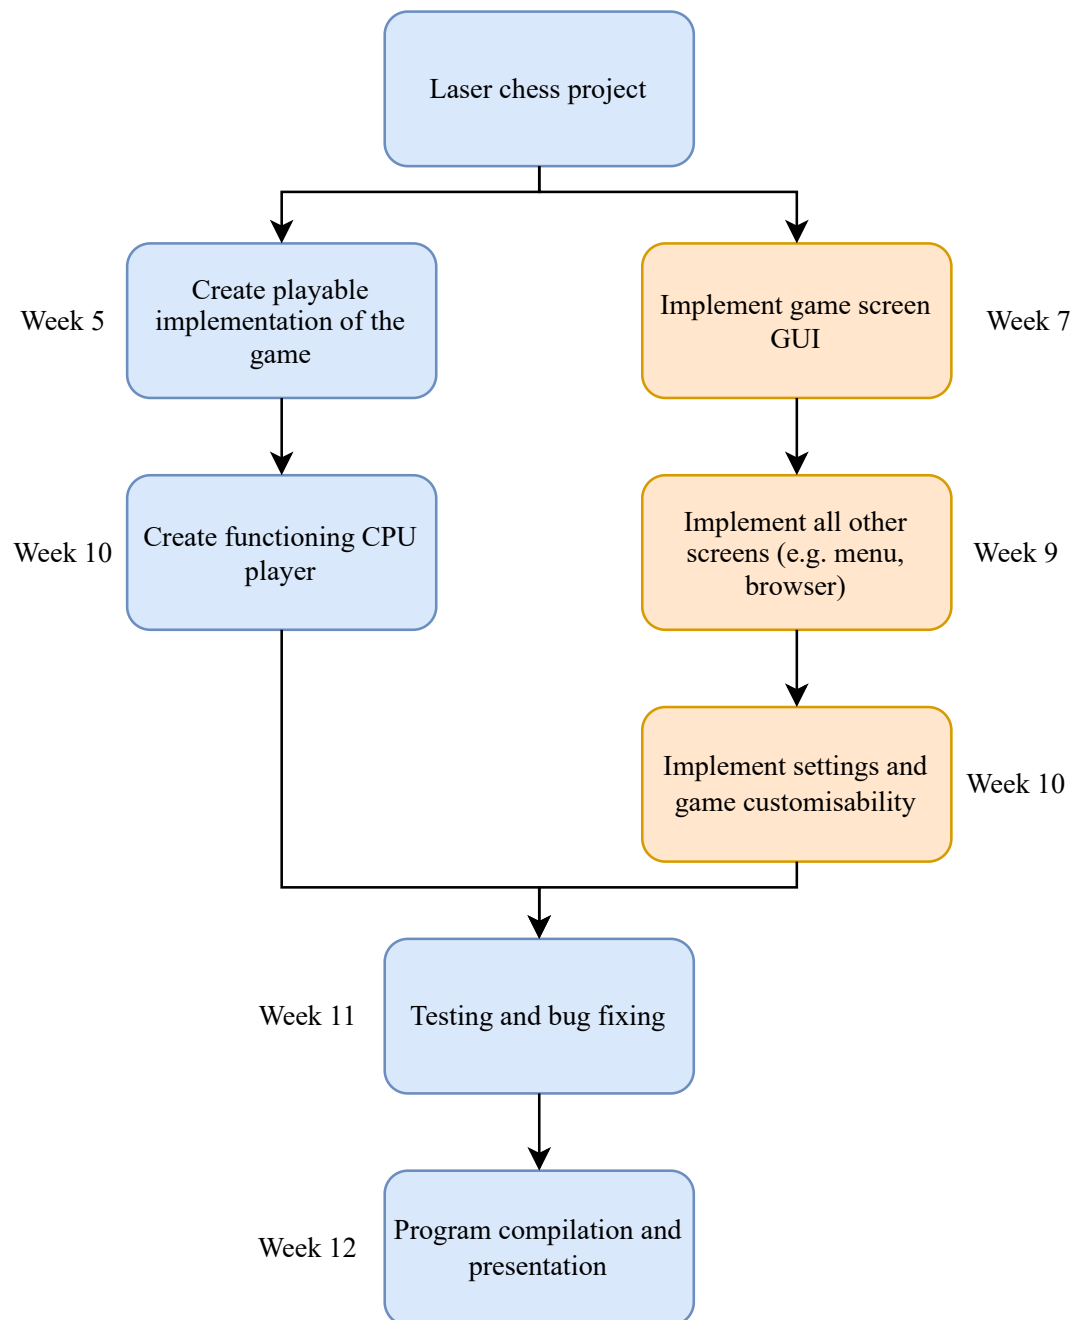 Laser chess project
Week 5
Create playable
implementation of the
game
Implement game screen
GUI
Week 7
Week 10
Create functioning CPU
player
Implement all other
screens (e.g. menu,
browser)
Week 9
Implement settings and
game customisability
Week 10
Week 11
Testing and bug fixing
Week 12
Program compilation and
presentation